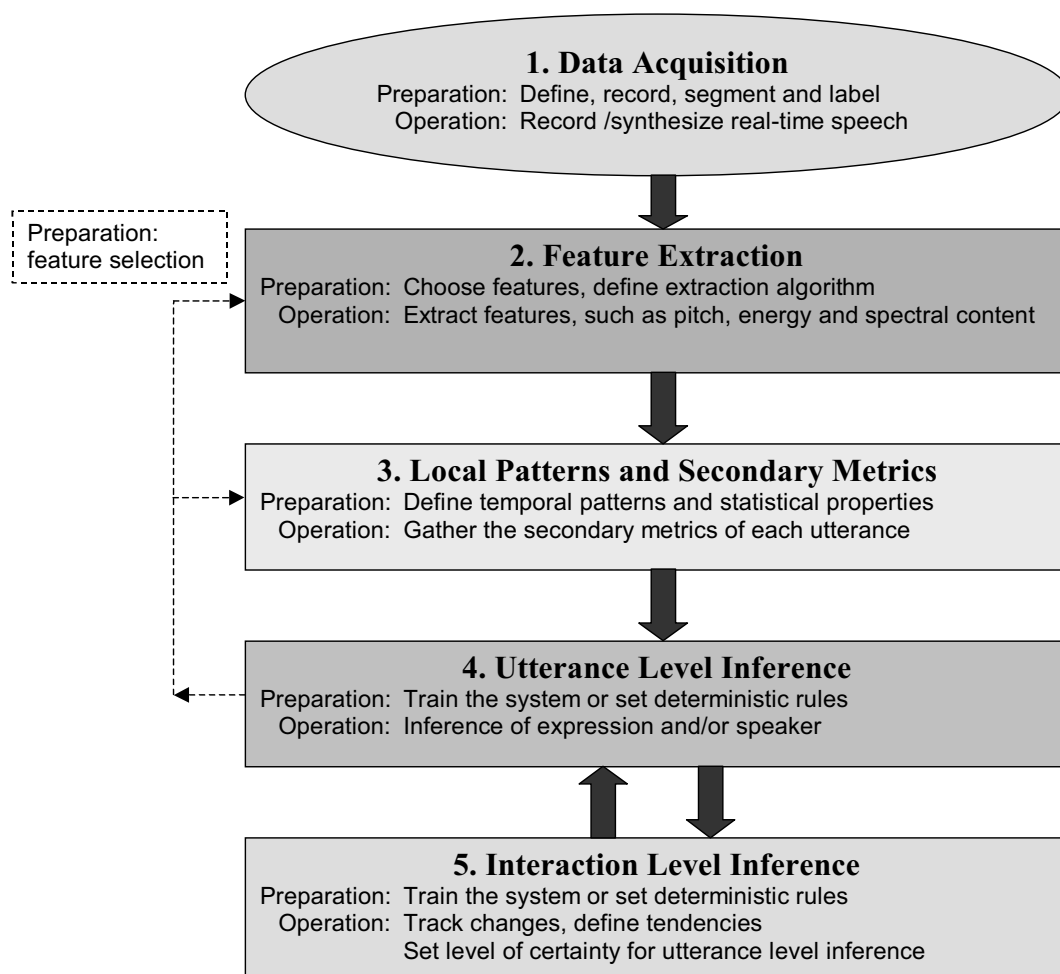 1. Data Acquisition
Preparation: Define, record, segment and label
Operation: Record /synthesize real-time speech
Preparation:
feature selection
2. Feature Extraction
Preparation: Choose features, define extraction algorithm
Operation: Extract features, such as pitch, energy and spectral content
3. Local Patterns and Secondary Metrics
Preparation: Define temporal patterns and statistical properties
Operation: Gather the secondary metrics of each utterance
4. Utterance Level Inference
Preparation: Train the system or set deterministic rules
Operation: Inference of expression and/or speaker
5. Interaction Level Inference
Preparation: Train the system or set deterministic rules
Operation: Track changes, define tendencies
Set level of certainty for utterance level inference